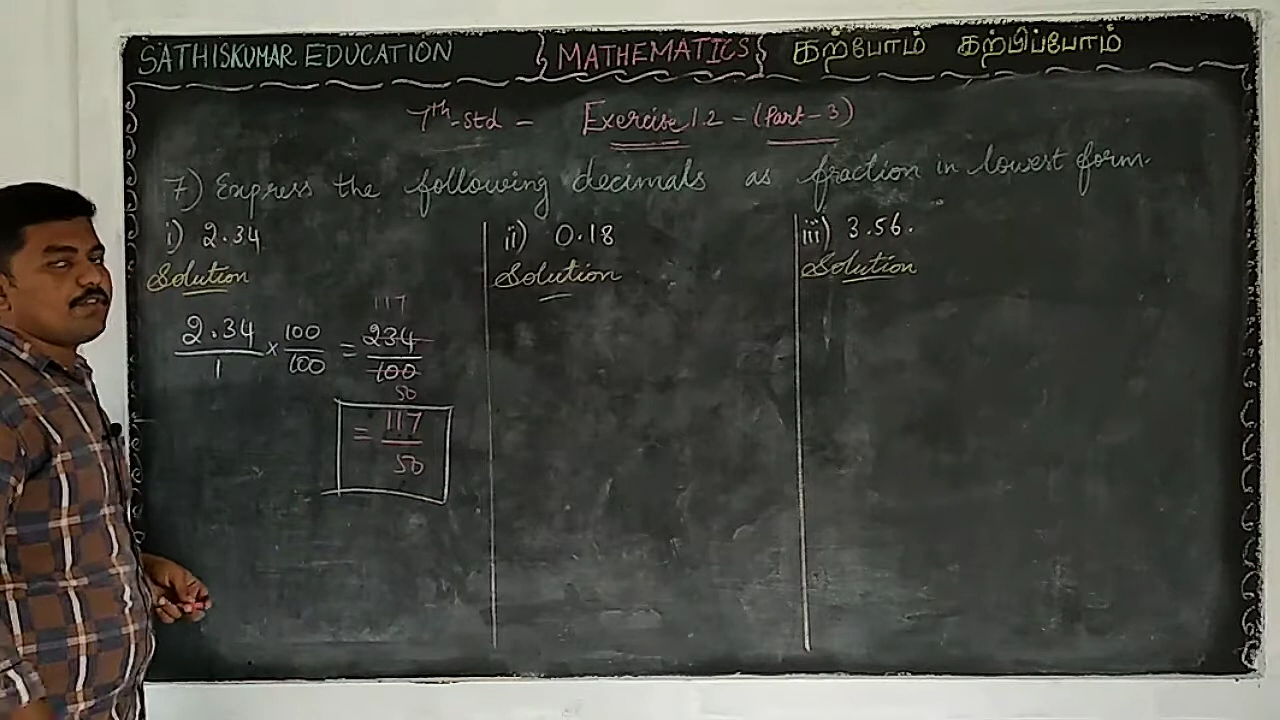 SATHISKUMAR EDUCATION { MATHEMATICS } கற்போம் கற்பிப்போம்
7th-std - Exercise 1.2 - (Part - 3)
7) Express the following decimals as fraction in lowest form.
i) 2.34
Solution
117
2.34/1 × 100/100 = 234/100
50
= 117/50
ii) 0.18
Solution
iii) 3.56.
Solution